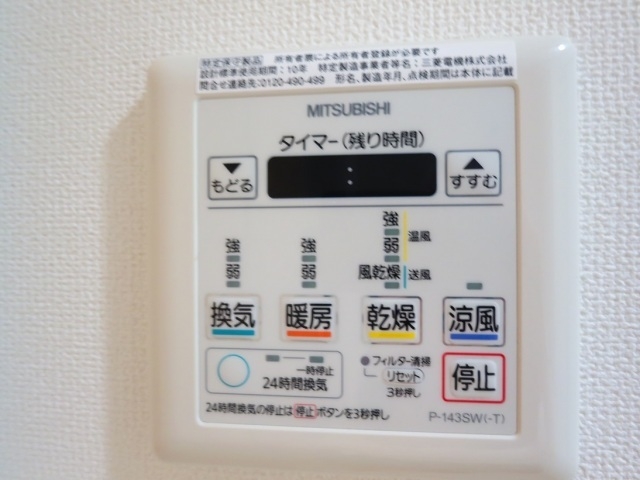 特定保守製品 所有者票による所有者登録が必要です
設計標準使用期間：10年 特定製造事業者等名：三菱電機株式会社
問合せ連絡先：0120-490-499 形名、製造年月、点検期間は本体に記載
MITSUBISHI
タイマー(残り時間)
▼ もどる
:
▲ すすむ
強
弱
強
弱
強
弱
温風
風乾燥
送風
換気
暖房
乾燥
涼風
一時停止
24時間換気
フィルター清掃
リセット
3秒押し
停止
24時間換気の停止は停止ボタンを3秒押し
P-143SW(-T)